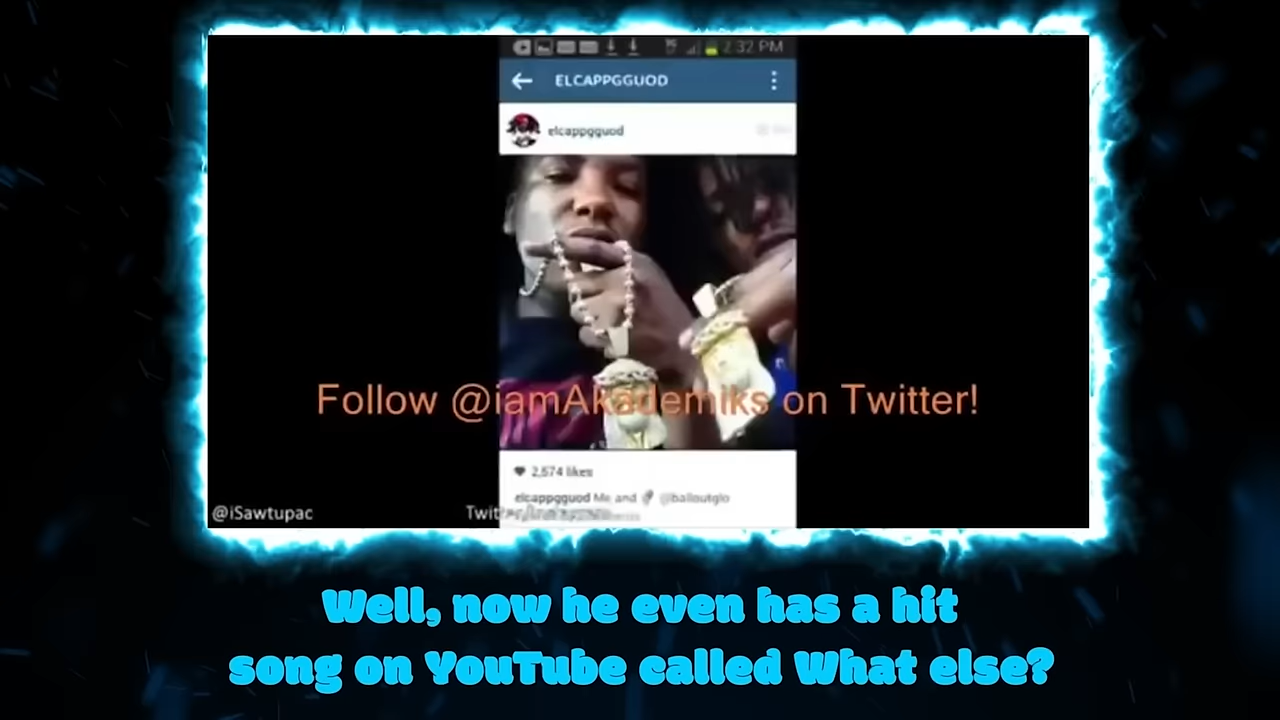 2:32 PM
ELCAPPGGUOD
elcappgguod
Follow @iamAkademiks on Twitter!
2,574 likes
elcappgguod Me and @balloutglo
@iSawtupac
Well, now he even has a hit
song on YouTube called What else?